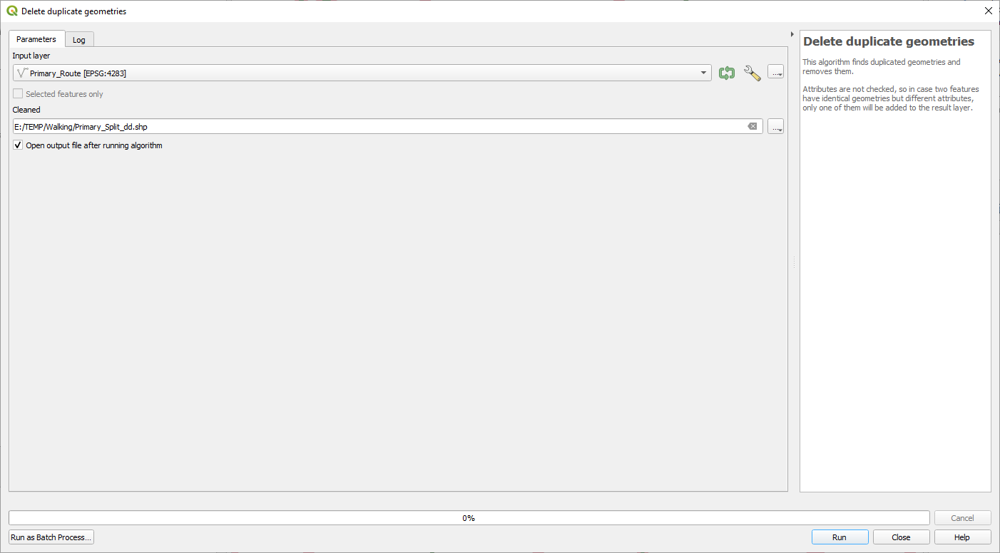 Delete duplicate geometries
Parameters
Log
Input layer
Primary_Route [EPSG:4283]
...
Selected features only
Cleaned
E:/TEMP/Walking/Primary_Split_dd.shp
...
Open output file after running algorithm
Delete duplicate geometries
This algorithm finds duplicated geometries and
removes them.
Attributes are not checked, so in case two features
have identical geometries but different attributes,
only one of them will be added to the result layer.
0%
Cancel
Run as Batch Process...
Run
Close
Help